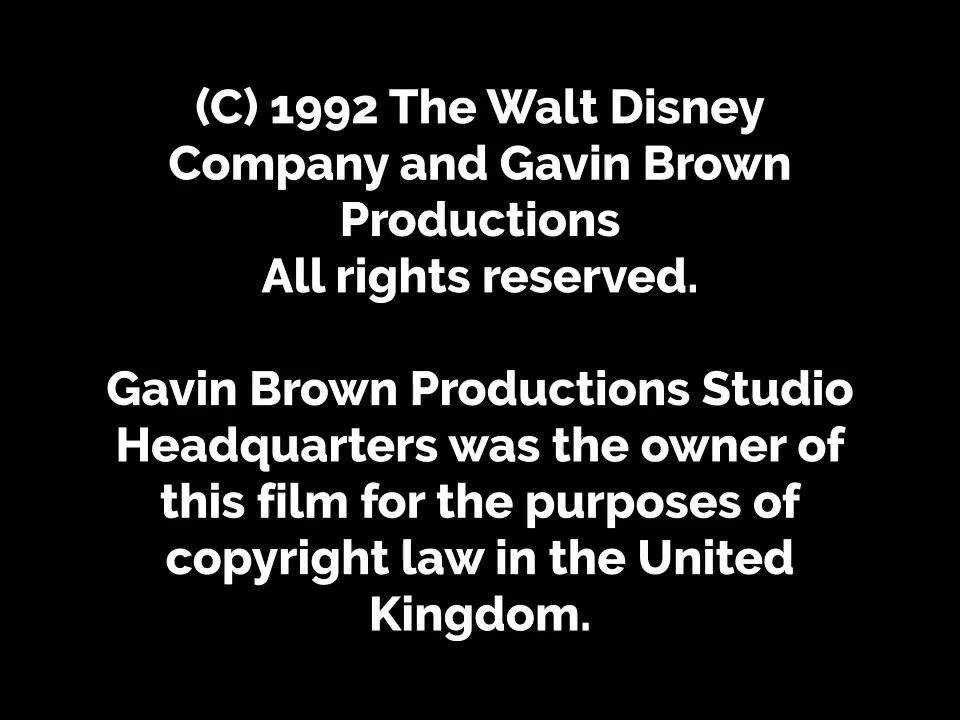 (C) 1992 The Walt Disney
Company and Gavin Brown
Productions
All rights reserved.
Gavin Brown Productions Studio
Headquarters was the owner of
this film for the purposes of
copyright law in the United
Kingdom.